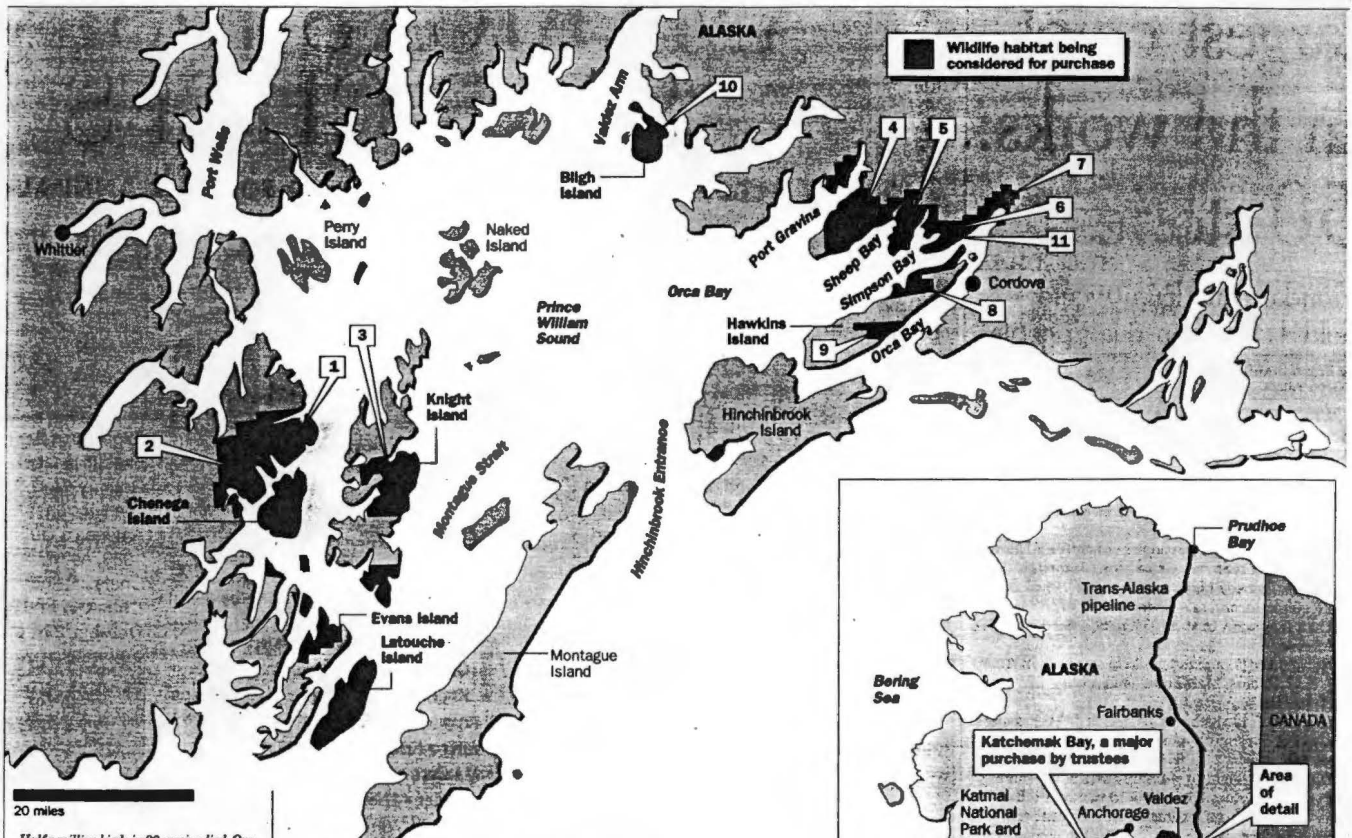 ALASKA
Wildlife habitat being
considered for purchase
10
Valdez Arm
4
5
7
Port Wells
Bligh
Island
6
Whittier
Perry
Island
Naked
Island
Port Gravina
11
Sheep Bay
Simpson Bay
Orca Bay
Cordova
Prince
William
Sound
3
Hawkins
Island
8
1
9
Orca Bay
Knight
Island
Hinchinbrook
Island
2
Montague Strait
Hinchinbrook Entrance
Chenega
Island
Prudhoe
Bay
Trans-Alaska
pipeline
Evans Island
Latouche
Island
Montague
Island
ALASKA
Bering
Sea
Fairbanks
CANADA
Katchemak Bay, a major
purchase by trustees
Area
of
detail
20 miles
Katmai
National
Park and
Anchorage
Valdez